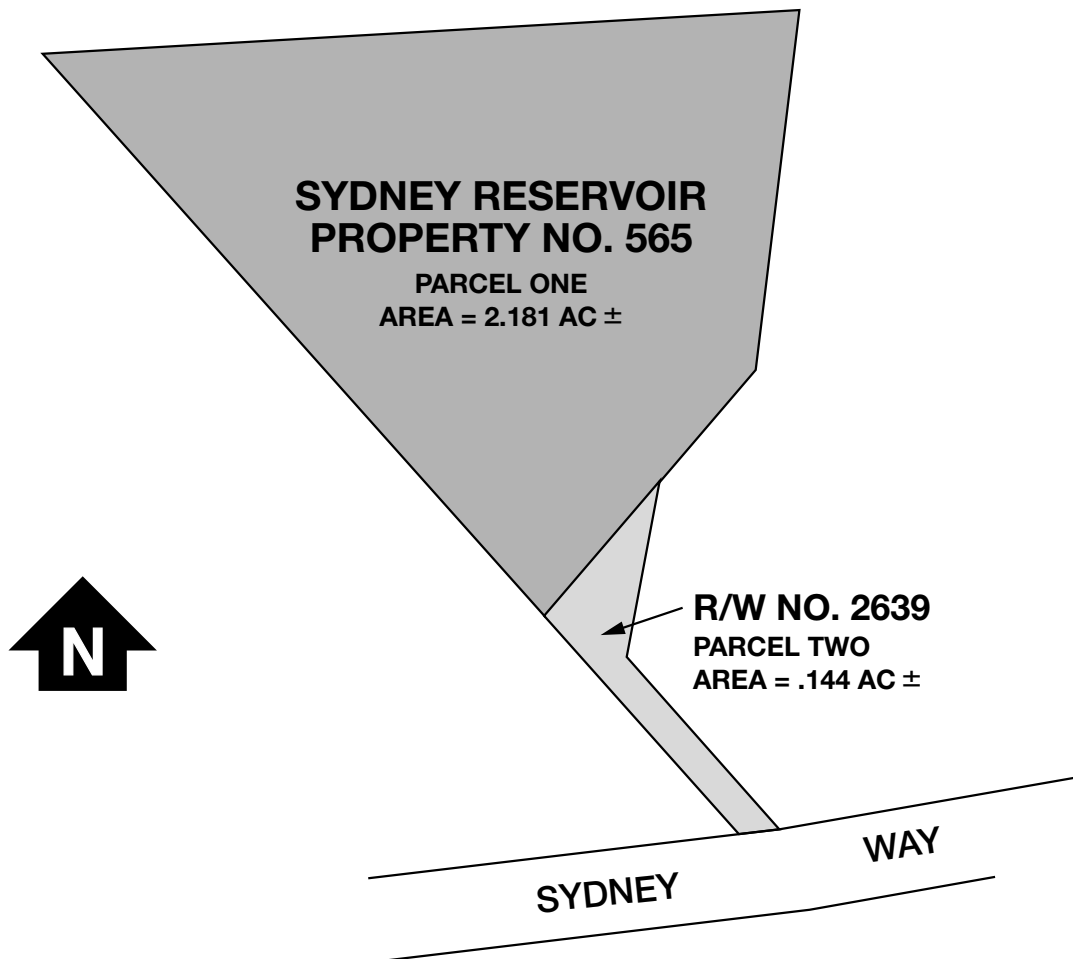 SYDNEY RESERVOIR
PROPERTY NO. 565
PARCEL ONE
AREA = 2.181 AC ±
R/W NO. 2639
PARCEL TWO
AREA = .144 AC ±
N
SYDNEY WAY